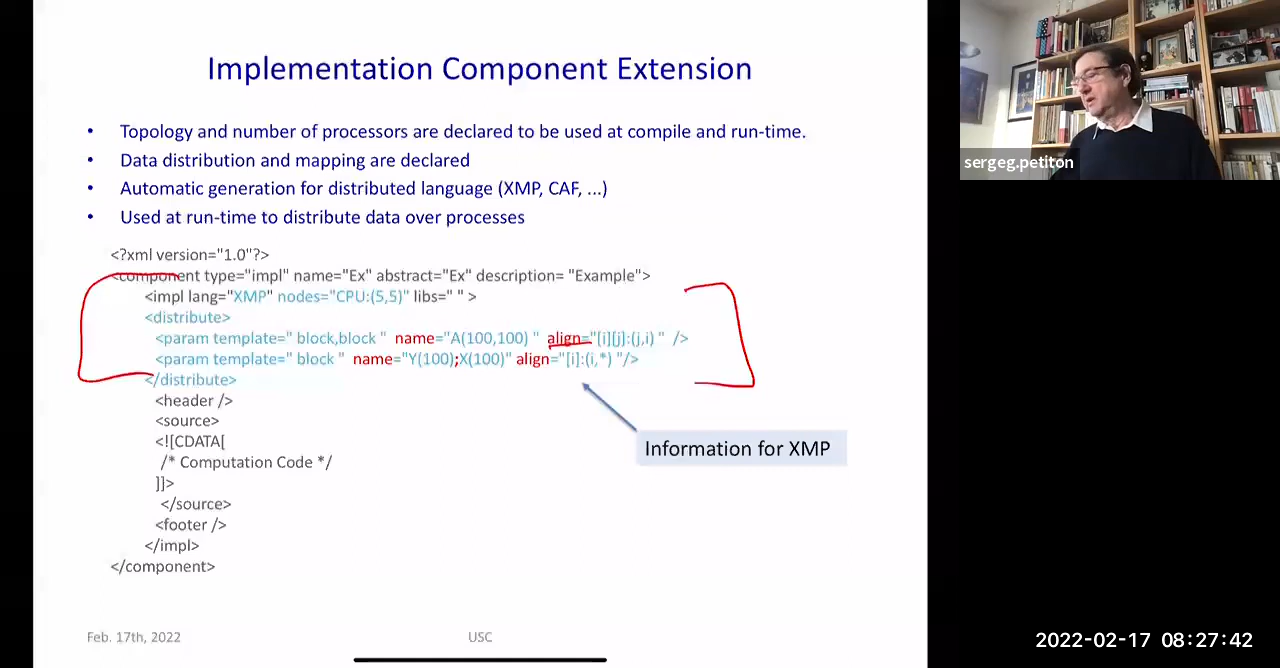 Implementation Component Extension
• Topology and number of processors are declared to be used at compile and run-time.
• Data distribution and mapping are declared
• Automatic generation for distributed language (XMP, CAF, ...)
• Used at run-time to distribute data over processes
<?xml version="1.0"?>
<component type="impl" name="Ex" abstract="Ex" description= "Example">
<impl lang="XMP" nodes="CPU:(5,5)" libs=" " >
<distribute>
<param template=" block,block " name="A(100,100) " align="[i][j]:(j,i) " />
<param template=" block " name="Y(100);X(100)" align="[i]:(i,*) "/>
</distribute>
<header />
<source>
<![CDATA[
/* Computation Code */
]]>
</source>
<footer />
</impl>
</component>
Information for XMP
Feb. 17th, 2022
USC
sergeg.petiton
2022-02-17 08:27:42